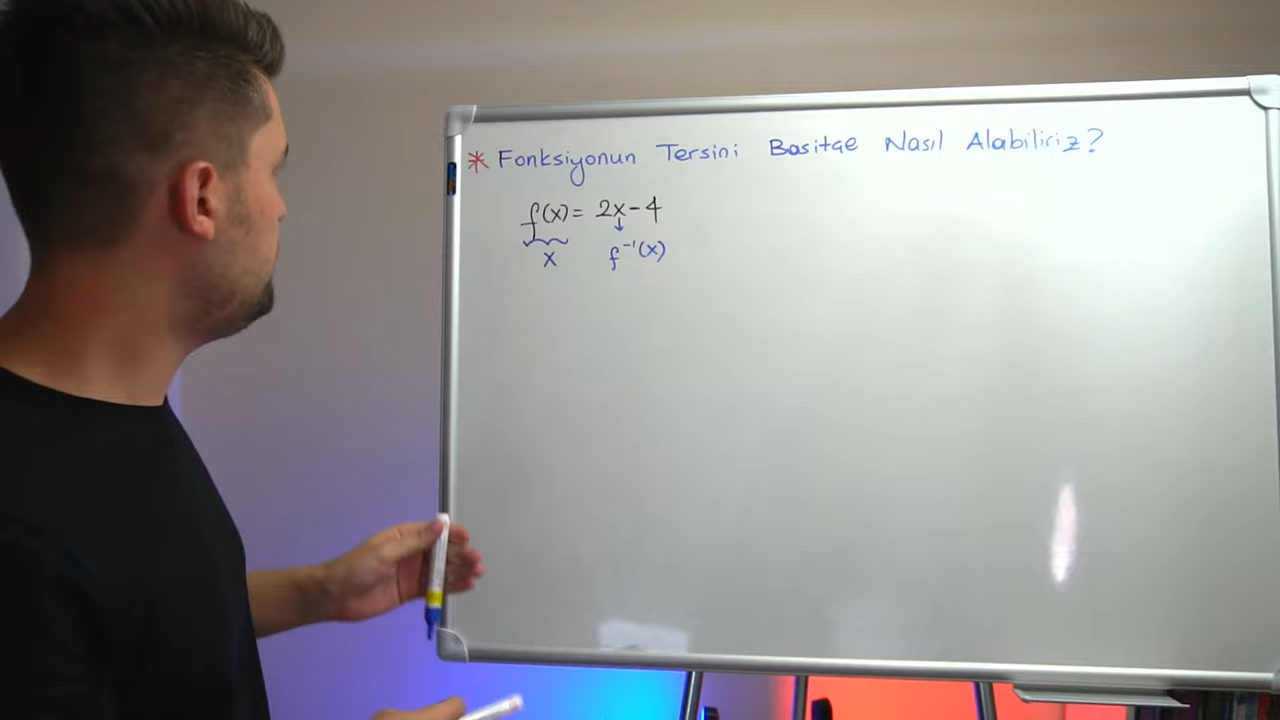 * Fonksiyonun Tersini Basitçe Nasıl Alabiliriz?
f(x) = 2x-4
x f⁻¹(x)